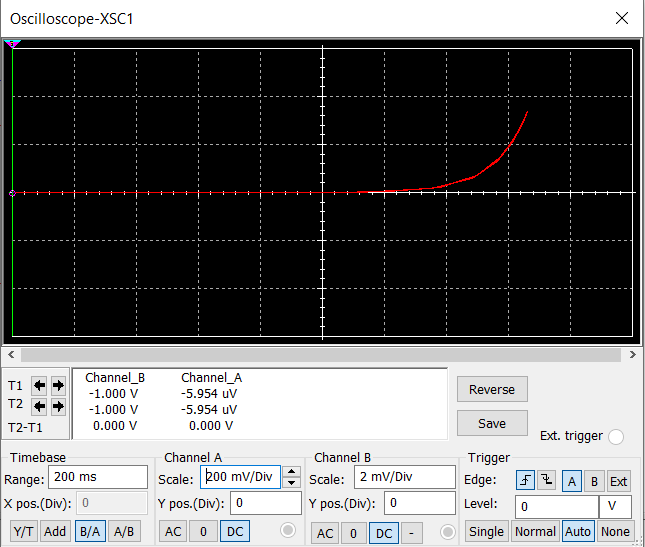 Oscilloscope-XSC1
T1
T2
T2-T1
Channel_B Channel_A
-1.000 V -5.954 uV
-1.000 V -5.954 uV
0.000 V 0.000 V
Reverse
Save
Ext. trigger
Timebase
Range: 200 ms
X pos.(Div): 0
Y/T Add B/A A/B
Channel A
Scale: 200 mV/Div
Y pos.(Div): 0
AC 0 DC
Channel B
Scale: 2 mV/Div
Y pos.(Div): 0
AC 0 DC -
Trigger
Edge: A B Ext
Level: 0 V
Single Normal Auto None